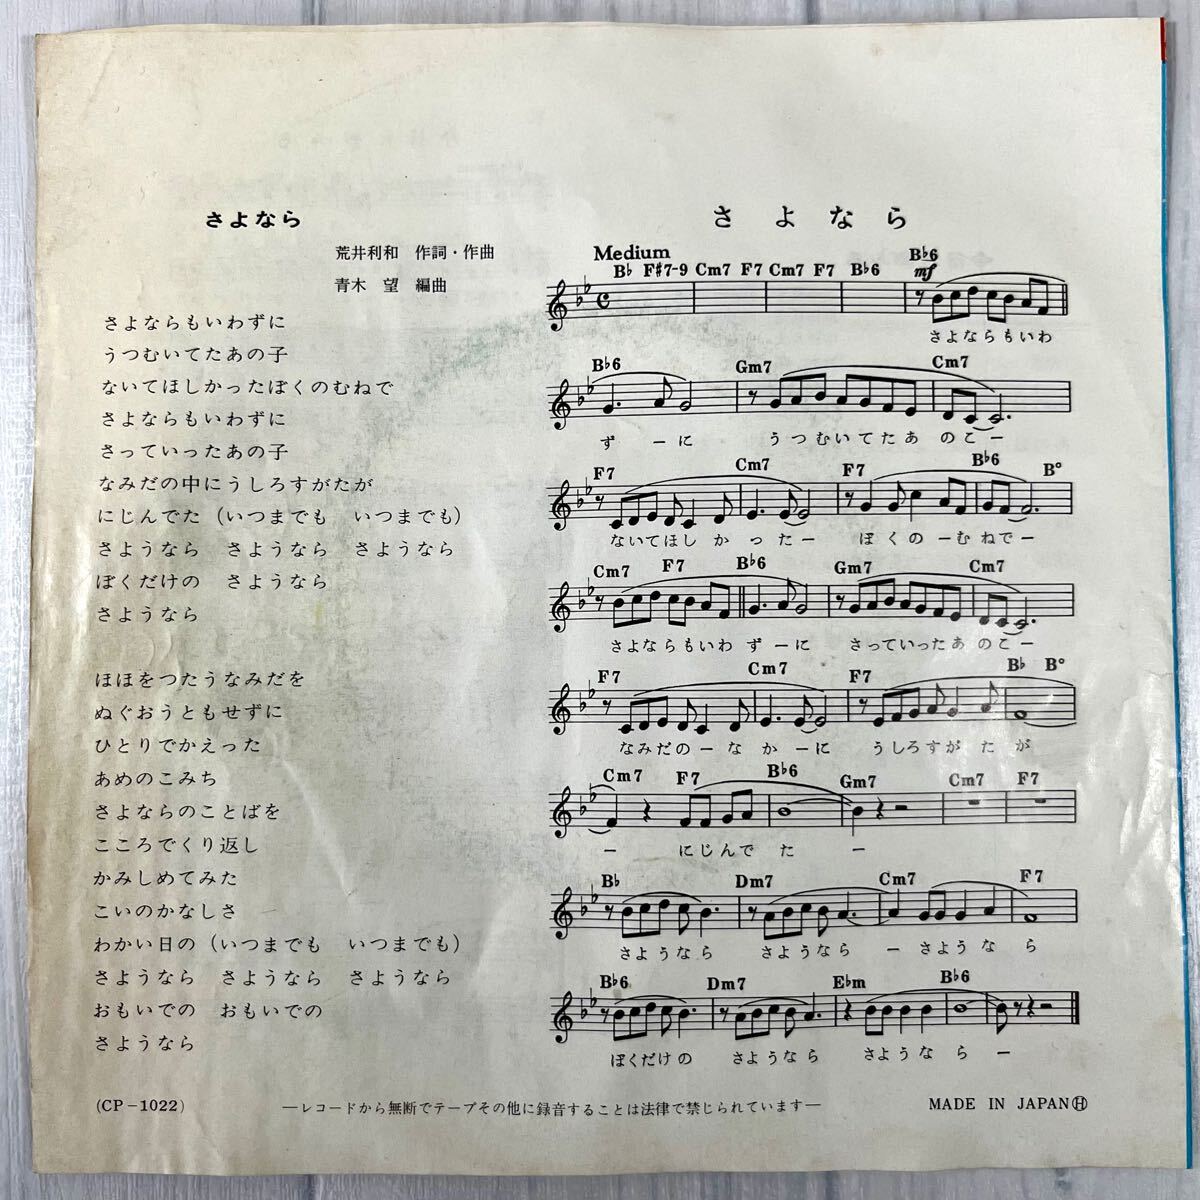 さよなら
荒井利和 作詞・作曲
青木 望 編曲
さよならもいわずに
うつむいてたあの子
ないてほしかったぼくのむねで
さよならもいわずに
さっていったあの子
なみだの中にうしろすがたが
にじんでた (いつまでも いつまでも)
さようなら さようなら さようなら
ぼくだけの さようなら
さようなら
ほほをつたうなみだを
ぬぐおうともせずに
ひとりでかえった
あめのこみち
さよならのことばを
こころでくり返し
かみしめてみた
こいのかなしさ
わかい日の (いつまでも いつまでも)
さようなら さようなら さようなら
おもいでの おもいでの
さようなら
さよなら
Medium
B♭ F#7-9 Cm7 F7 Cm7 F7 B♭6 B♭6
mf
さよならもいわ
B♭6 Gm7 Cm7
ずーに うつむいてたあ のこー
F7 Cm7 F7 B♭6 B°
ないてほし かったー ぼくのーむねでー
Cm7 F7 B♭6 Gm7 Cm7
さよならもいわ ずーに さっていったあ のこー
F7 Cm7 F7 B♭ B°
なみだのーなかーに うしろすがたが
Cm7 F7 B♭6 Gm7 Cm7 F7
ー にじんでたー
B♭ Dm7 Cm7 F7
さようなら さようならーさようなら
B♭6 Dm7 E♭m B♭6
ぼくだけの さようなら さようならー
(CP-1022)
―レコードから無断でテープその他に録音することは法律で禁じられています―
MADE IN JAPAN Ⓗ